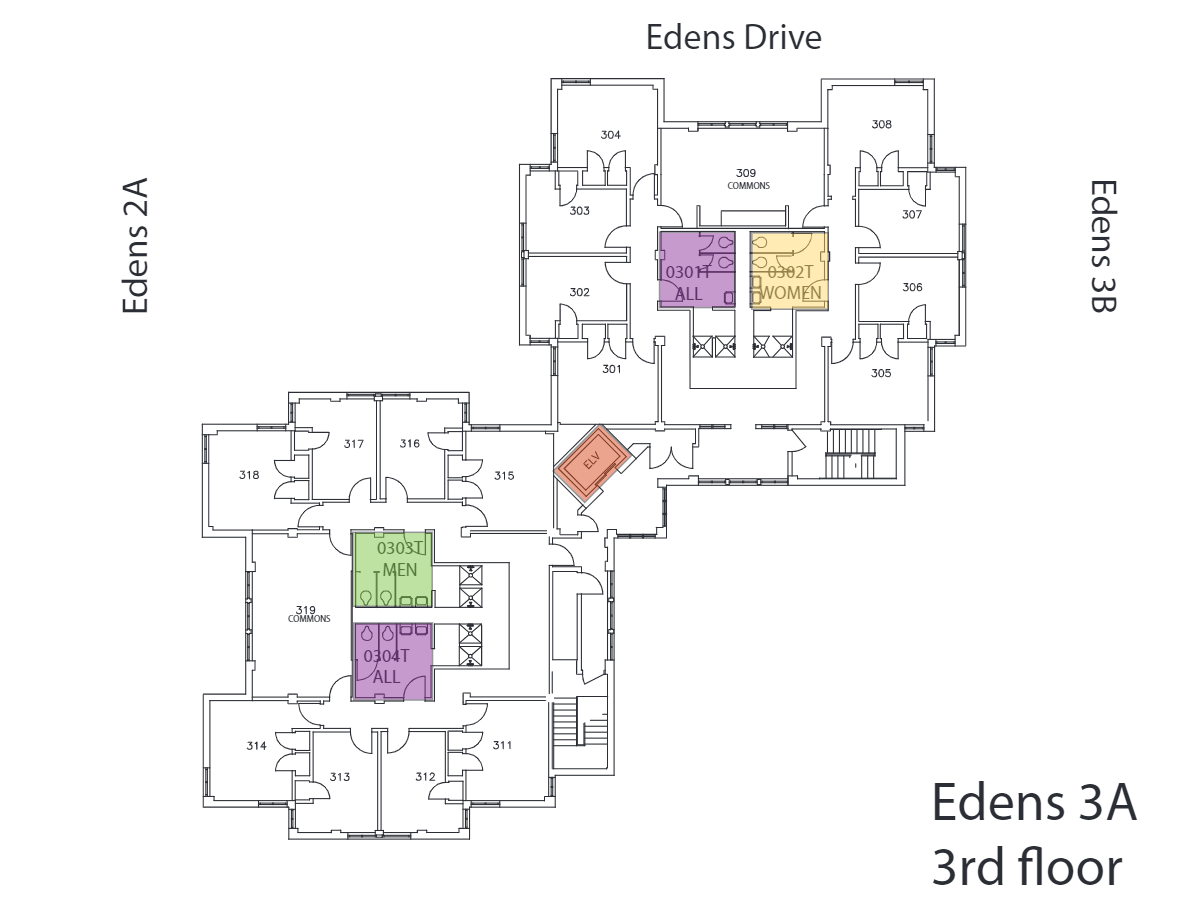 Edens Drive
Edens 2A
Edens 3B
304
308
309
COMMONS
303
307
0301T
ALL
0302T
WOMEN
302
306
301
305
317
316
318
315
ELV
0303T
MEN
319
COMMONS
0304T
ALL
314
311
313
312
Edens 3A
3rd floor